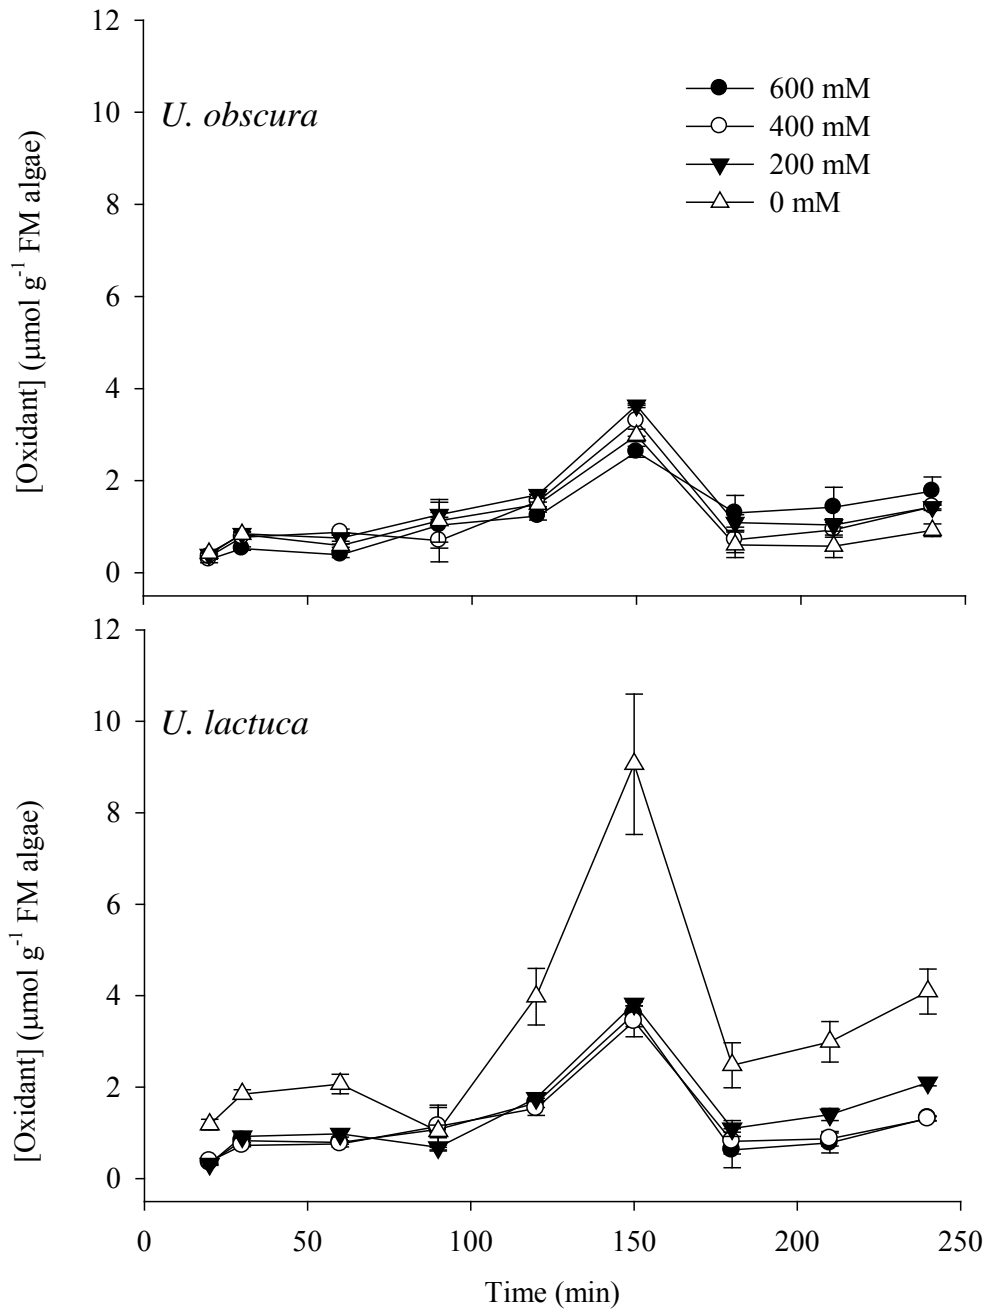 12
10
8
6
4
2
0
[Oxidant] (µmol g⁻¹ FM algae)
U. obscura
600 mM
400 mM
200 mM
0 mM
12
10
8
6
4
2
0
[Oxidant] (µmol g⁻¹ FM algae)
U. lactuca
0 50 100 150 200 250
Time (min)